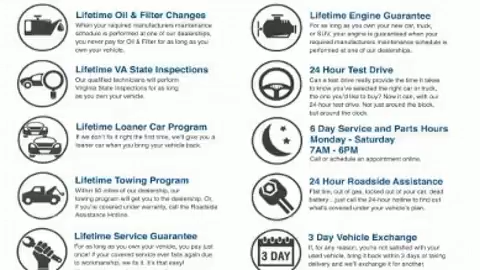 Lifetime Oil & Filter Changes
When your required manufacturers maintenance
schedule is performed at one of our dealerships,
you never pay for Oil & Filter for as long as you
own your vehicle.
Lifetime VA State Inspections
Our qualified technicians will perform
Virginia State Inspections for as long
as you own your vehicle.
Lifetime Loaner Car Program
If we don't fix it right the first time, we'll give you a
loaner car when you bring your vehicle back.
Lifetime Towing Program
Within 50 miles of our dealership, our
towing program will get you to the dealership. Or,
if you're covered under warranty, call the Roadside
Assistance Hotline.
Lifetime Service Guarantee
For as long as you own your vehicle, you pay just
once! If your covered service ever fails again due
to workmanship, we fix it. It's that easy!
Lifetime Engine Guarantee
For as long as you own your new car, truck,
or SUV, your engine is guaranteed when your
required manufacturers maintenance schedule is
performed at one of our dealerships.
24 Hour Test Drive
Can a test drive really provide the time it takes
to know you've selected the right car or truck,
the one you'd like to buy? Now it can, with our
24 hour test drive. Not just around the block,
but around the clock.
6 Day Service and Parts Hours
Monday - Saturday
7AM - 6PM
Call or schedule an appointment online.
24 Hour Roadside Assistance
Flat tire, out of gas, locked out of your car, dead
battery... just call the 24-hour hotline to find out
what's covered under your vehicle's plan.
3 DAY
3 Day Vehicle Exchange
If, for any reason, you're not satisfied with your
used vehicle, bring it back within 3 days of taking
delivery and we'll exchange it for another.